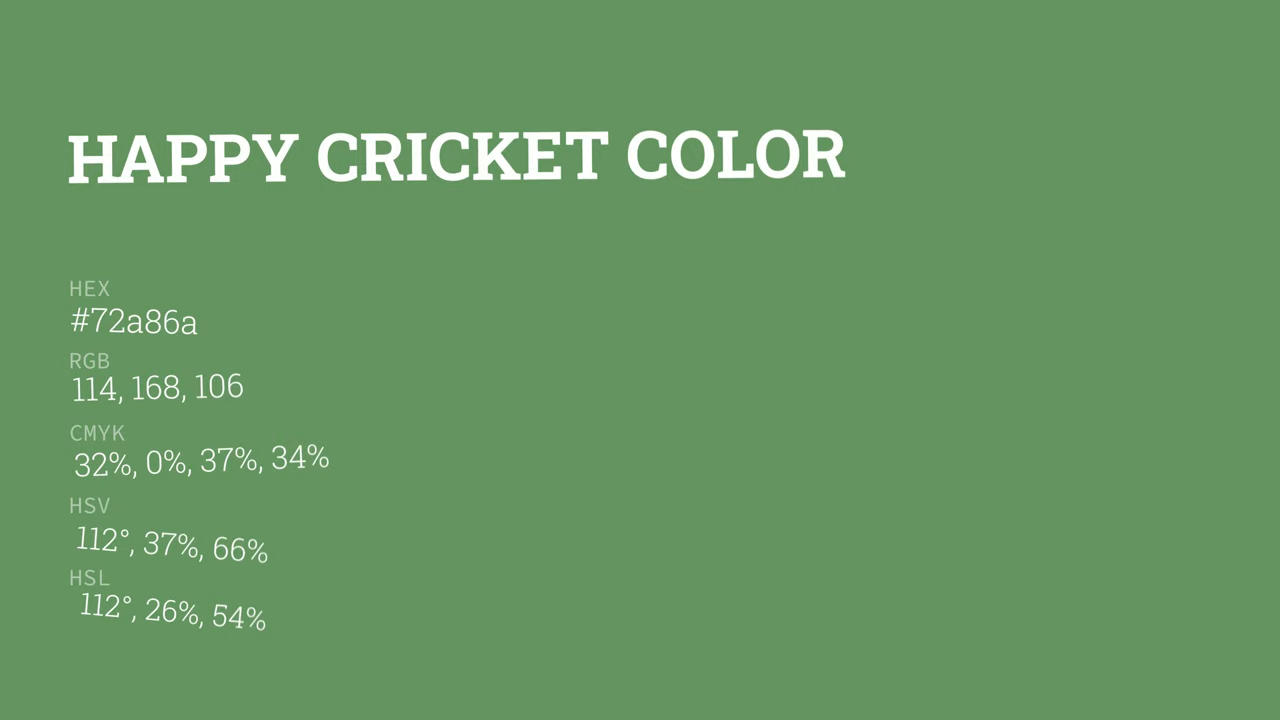 HAPPY CRICKET COLOR
HEX
#72a86a
RGB
114, 168, 106
CMYK
32%, 0%, 37%, 34%
HSV
112°, 37%, 66%
HSL
112°, 26%, 54%